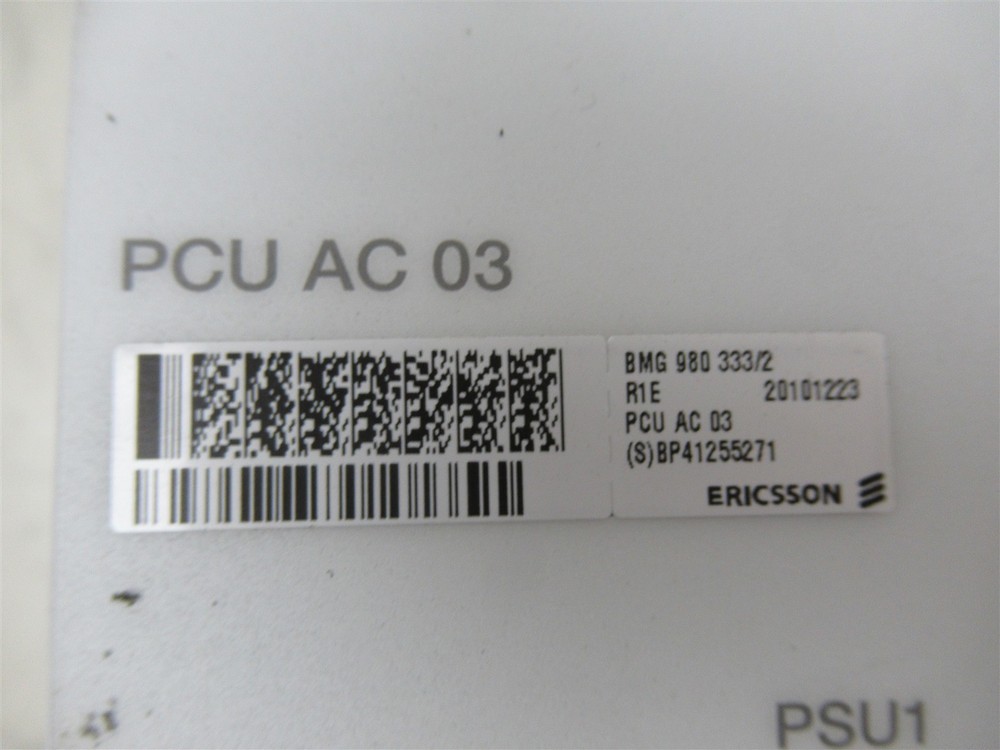 PCU AC 03
BMG 980 333/2
R1E 20101223
PCU AC 03
(S)BP41255271
ERICSSON
PSU1